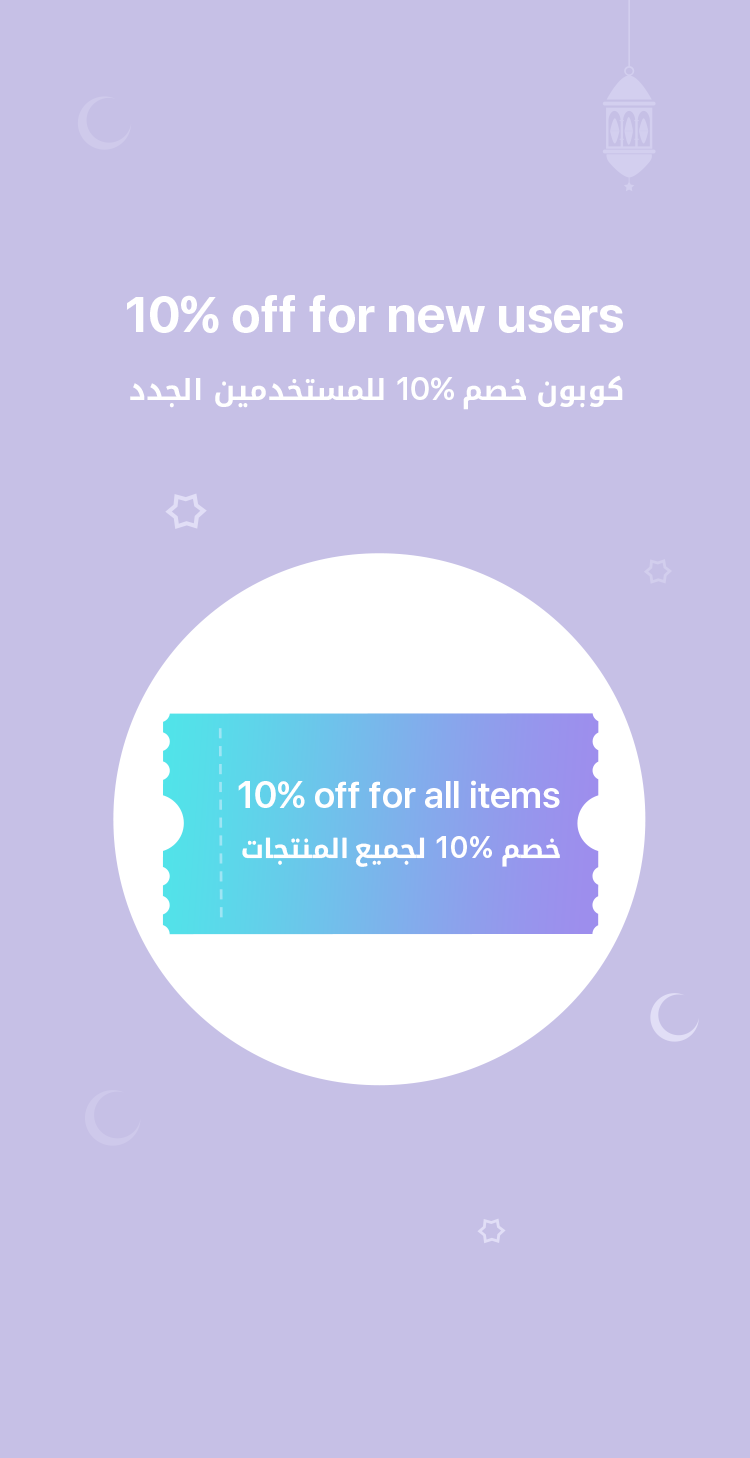 10% off for new users
كوبون خصم 10% للمستخدمين الجدد
10% off for all items
خصم 10% لجميع المنتجات